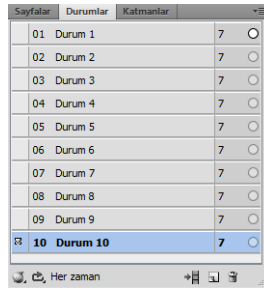 Sayfalar Durumlar Katmanlar
01 Durum 1 7
02 Durum 2 7
03 Durum 3 7
04 Durum 4 7
05 Durum 5 7
06 Durum 6 7
07 Durum 7 7
08 Durum 8 7
09 Durum 9 7
10 Durum 10 7
Her zaman